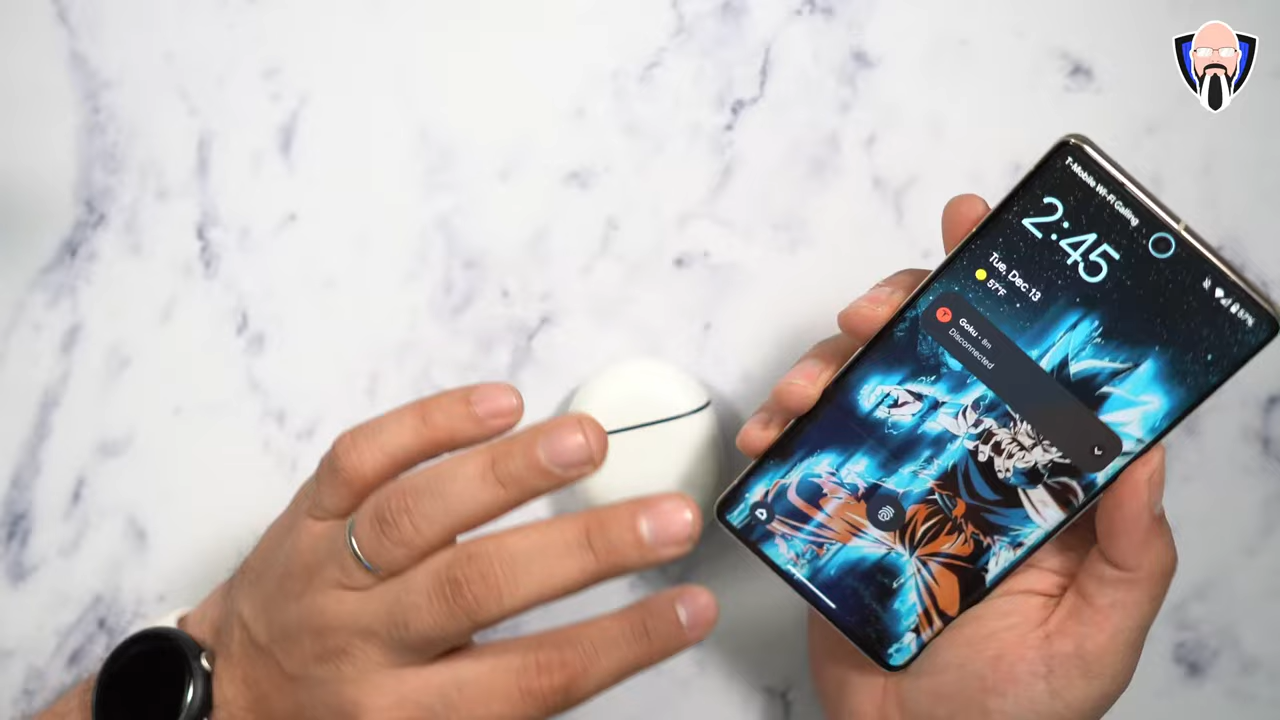 T-Mobile Wi-Fi Calling
2:45
Tue, Dec 13
57°F
T
Goku • 8m
Disconnected